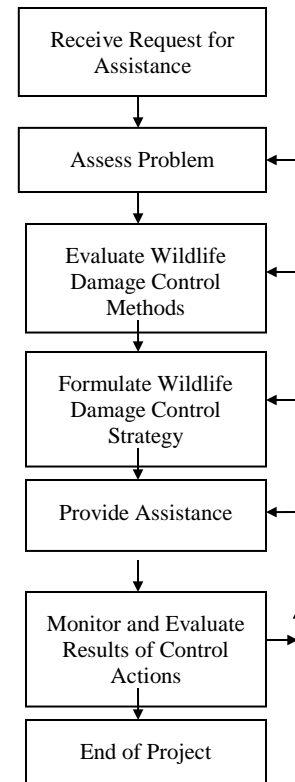 Receive Request for
Assistance
Assess Problem
Evaluate Wildlife
Damage Control
Methods
Formulate Wildlife
Damage Control
Strategy
Provide Assistance
Monitor and Evaluate
Results of Control
Actions
End of Project